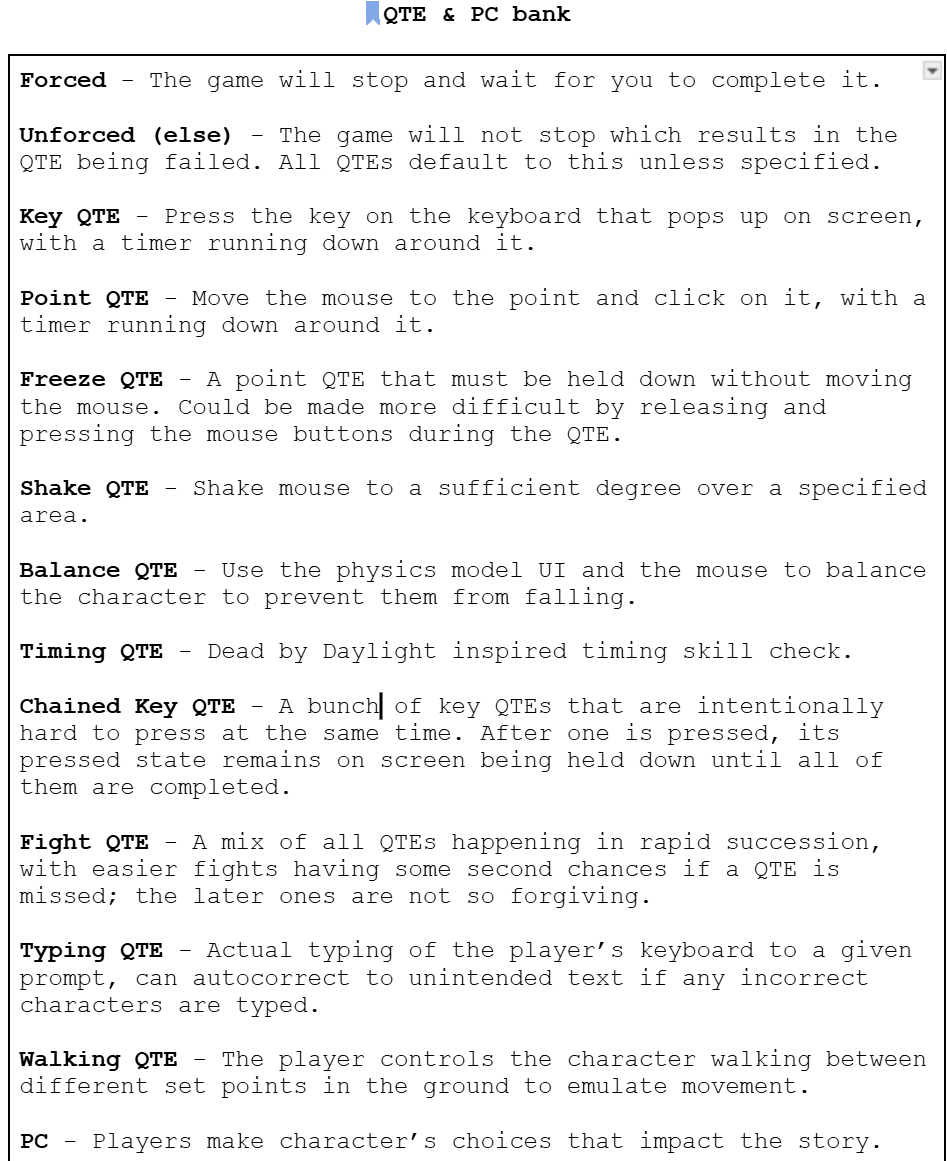 QTE & PC bank
Forced – The game will stop and wait for you to complete it.
Unforced (else) – The game will not stop which results in the
QTE being failed. All QTEs default to this unless specified.
Key QTE – Press the key on the keyboard that pops up on screen,
with a timer running down around it.
Point QTE – Move the mouse to the point and click on it, with a
timer running down around it.
Freeze QTE – A point QTE that must be held down without moving
the mouse. Could be made more difficult by releasing and
pressing the mouse buttons during the QTE.
Shake QTE – Shake mouse to a sufficient degree over a specified
area.
Balance QTE – Use the physics model UI and the mouse to balance
the character to prevent them from falling.
Timing QTE – Dead by Daylight inspired timing skill check.
Chained Key QTE – A bunch of key QTEs that are intentionally
hard to press at the same time. After one is pressed, its
pressed state remains on screen being held down until all of
them are completed.
Fight QTE – A mix of all QTEs happening in rapid succession,
with easier fights having some second chances if a QTE is
missed; the later ones are not so forgiving.
Typing QTE – Actual typing of the player’s keyboard to a given
prompt, can autocorrect to unintended text if any incorrect
characters are typed.
Walking QTE – The player controls the character walking between
different set points in the ground to emulate movement.
PC – Players make character’s choices that impact the story.